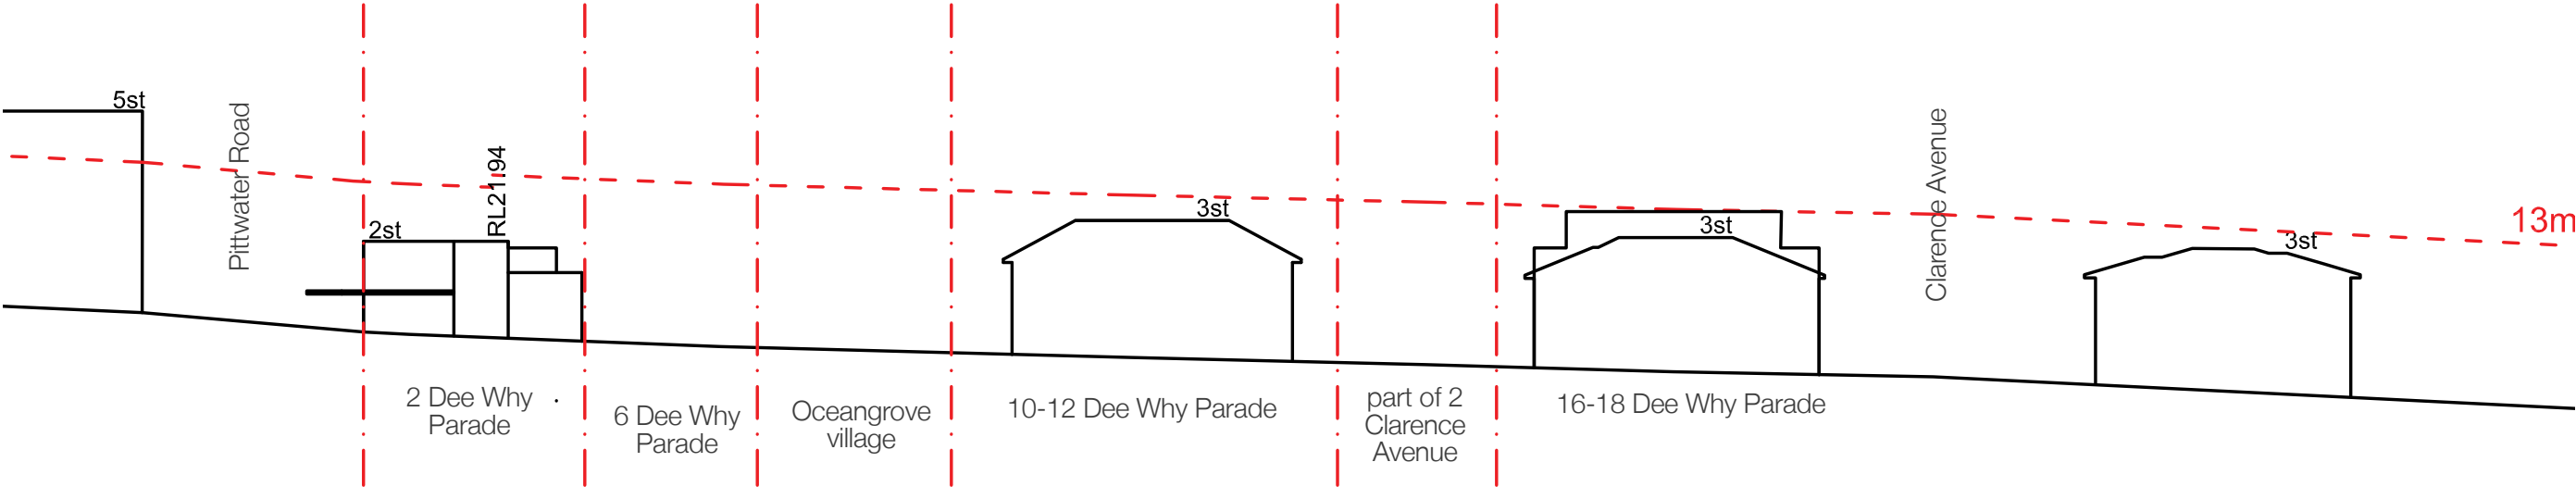 5st
Pittwater Road
2st
RL21.94
3st
3st
Clarence Avenue
3st
13m
2 Dee Why
Parade
6 Dee Why
Parade
Oceangrove
village
10-12 Dee Why Parade
part of 2
Clarence
Avenue
16-18 Dee Why Parade